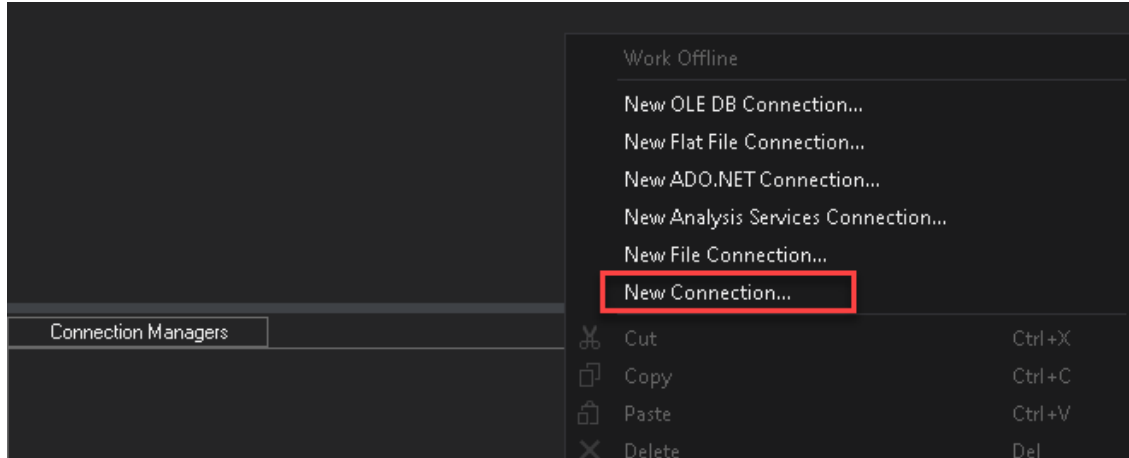 Work Offline
New OLE DB Connection...
New Flat File Connection...
New ADO.NET Connection...
New Analysis Services Connection...
New File Connection...
New Connection...
Connection Managers
Cut Ctrl+X
Copy Ctrl+C
Paste Ctrl+V
Delete Del